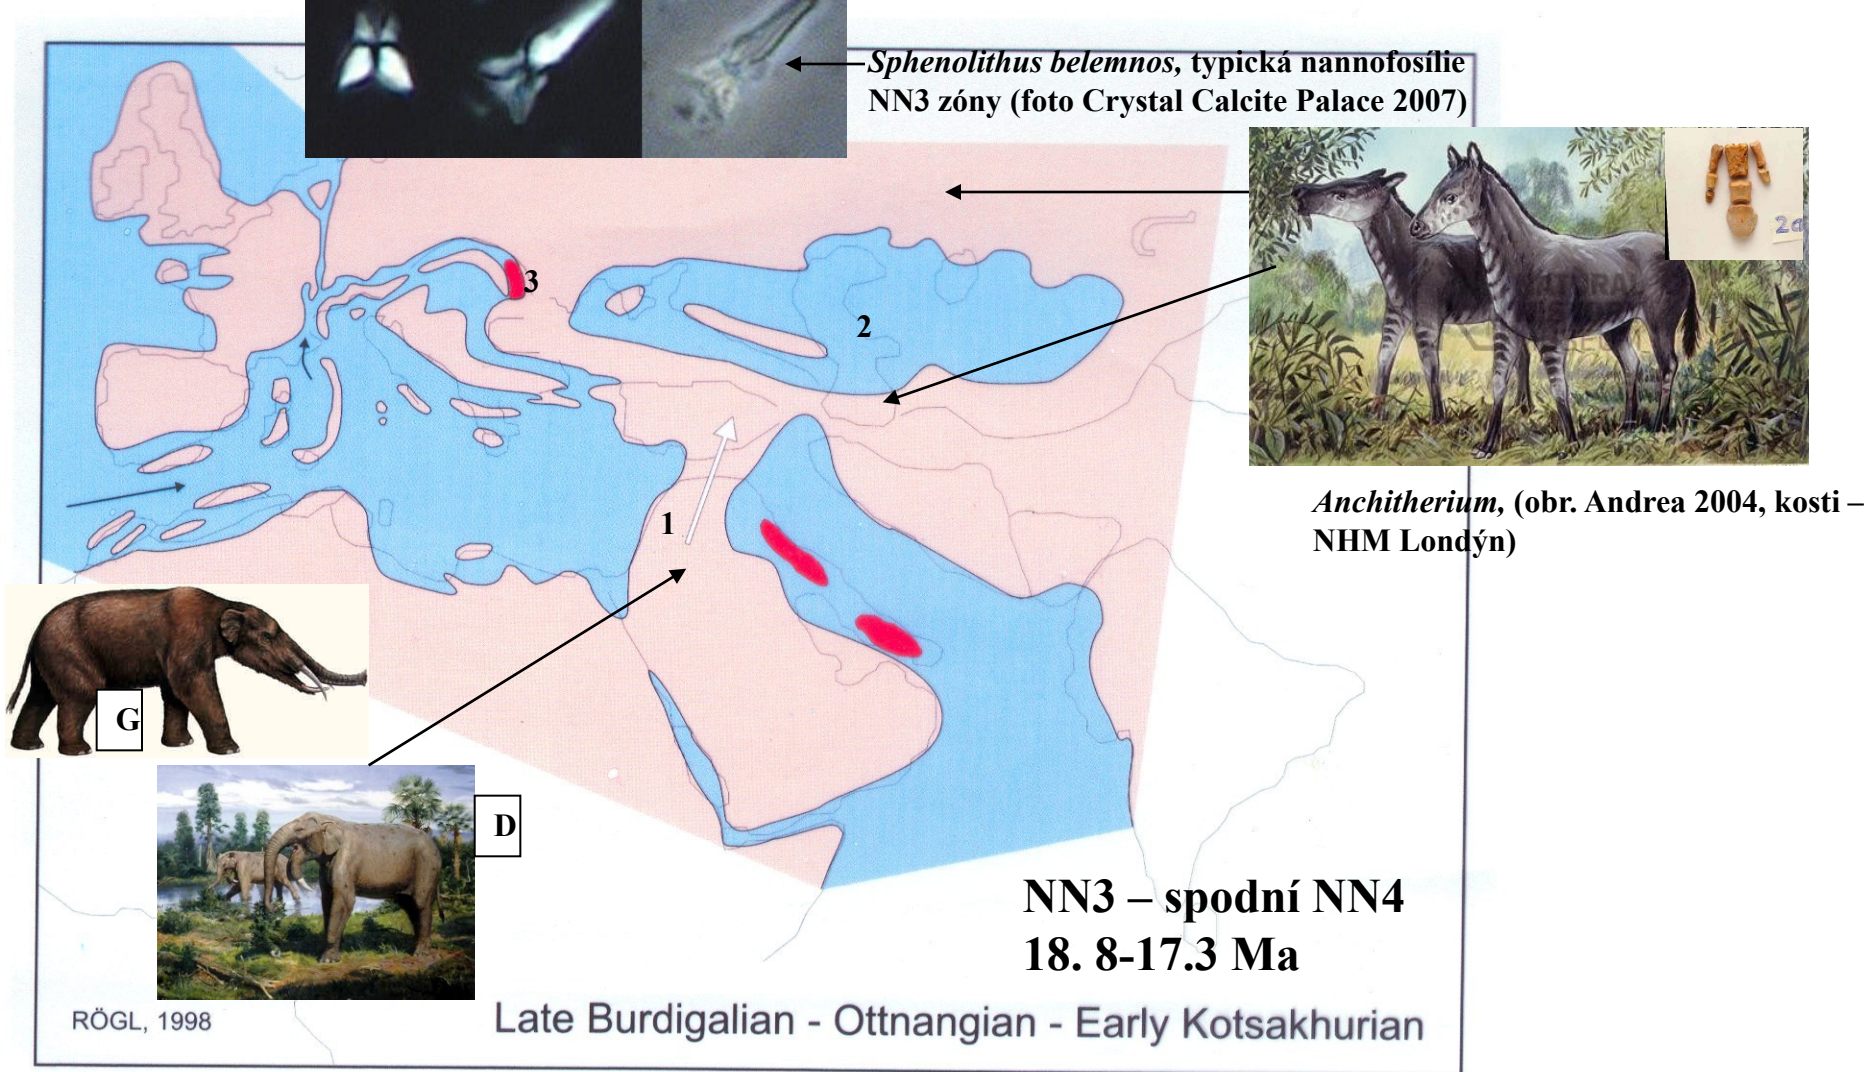 Sphenolithus belemnos, typická nannofosílie
NN3 zóny (foto Crystal Calcite Palace 2007)
2a
3
2
1
Anchitherium, (obr. Andrea 2004, kosti –
NHM Londýn)
G
D
NN3 – spodní NN4
18. 8-17.3 Ma
RÖGL, 1998
Late Burdigalian - Ottnangian - Early Kotsakhurian